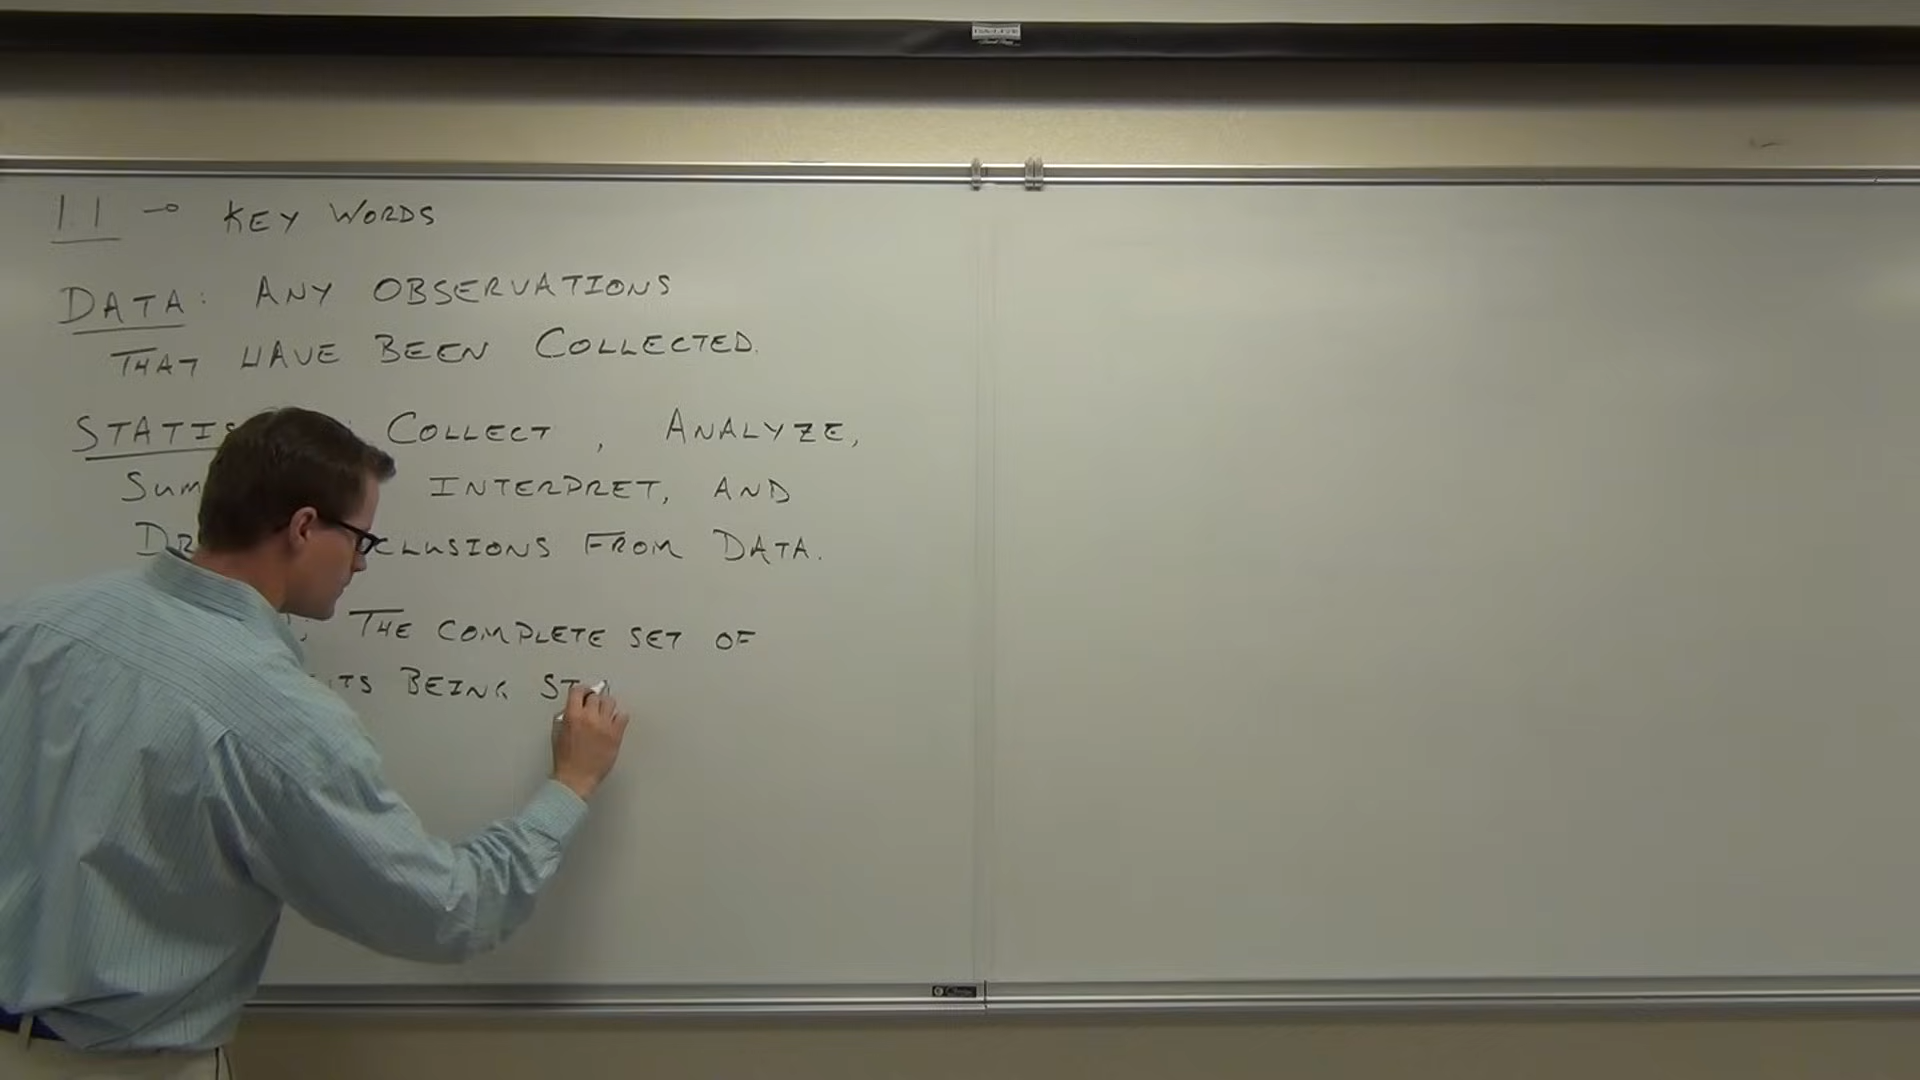 1.1 → KEY WORDS
DATA: ANY OBSERVATIONS
THAT HAVE BEEN COLLECTED.
COLLECT, ANALYZE,
INTERPRET, AND
FROM DATA.
THE COMPLETE SET OF
BEING